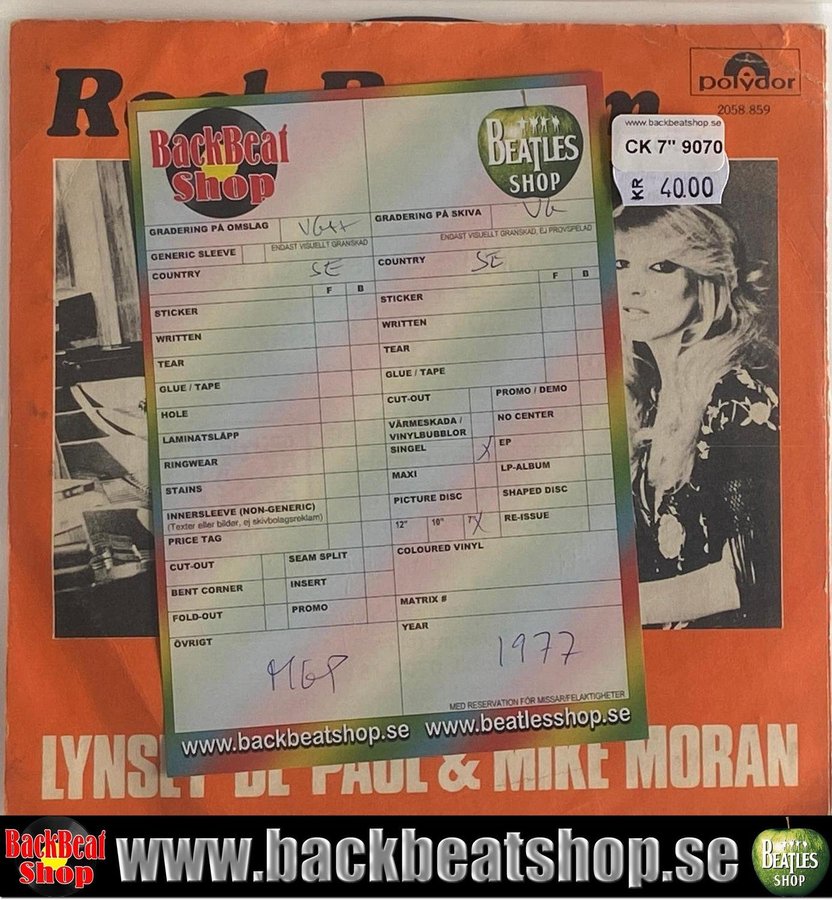 polydor
2058.859
www.backbeatshop.se
CK 7" 9070
KR 40.00
BackBeat
Shop
BEATLES
SHOP
GRADERING PÅ OMSLAG VG++
GRADERING PÅ SKIVA VG
GENERIC SLEEVE
ENDAST VISUELLT GRANSKAD
ENDAST VISUELLT GRANSKAD, EJ PROVSPELAD
COUNTRY SE
COUNTRY SE
F B
F B
STICKER
STICKER
WRITTEN
WRITTEN
TEAR
TEAR
GLUE / TAPE
GLUE / TAPE
HOLE
CUT-OUT
PROMO / DEMO
LAMINATSLÄPP
VÄRMESKADA /
VINYLBUBBLOR
NO CENTER
RINGWEAR
SINGEL X
EP
STAINS
MAXI
LP-ALBUM
INNERSLEEVE (NON-GENERIC)
(Texter eller bilder, ej skivbolagsreklam)
PICTURE DISC
SHAPED DISC
PRICE TAG
12" 10" 7" X
RE-ISSUE
CUT-OUT
SEAM SPLIT
COLOURED VINYL
BENT CORNER
INSERT
FOLD-OUT
PROMO
MATRIX #
ÖVRIGT
YEAR
1977
MED RESERVATION FÖR MISSAR/FELAKTIGHETER
www.backbeatshop.se www.beatlesshop.se
DE PAUL & MIKE MORAN
BackBeat
Shop
www.backbeatshop.se
BEATLES
SHOP